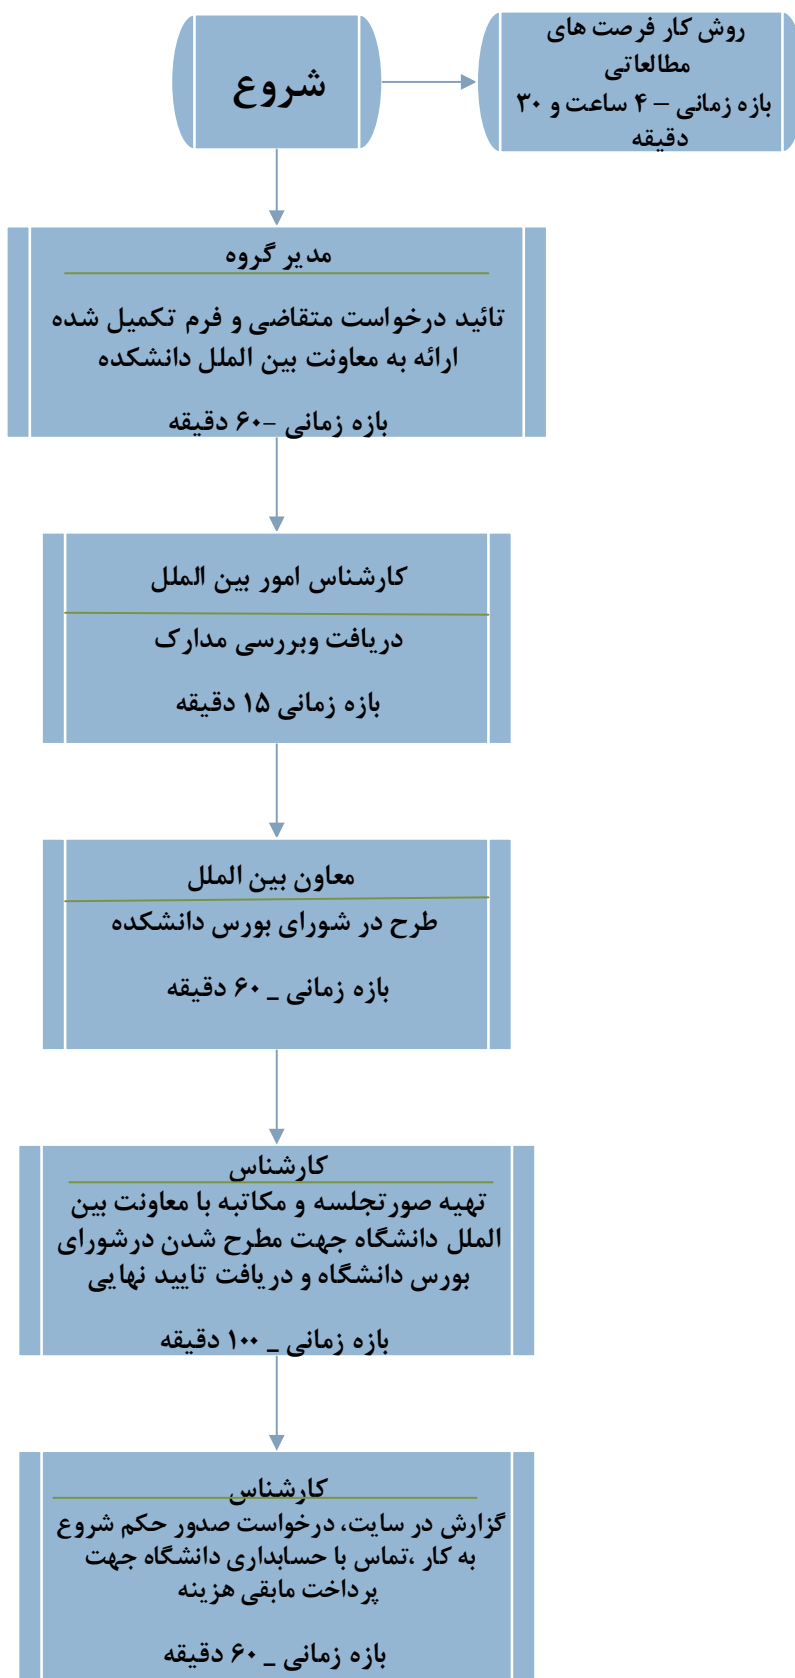 شروع
روش کار فرصت های
مطالعاتی
بازه زمانی – ۴ ساعت و ۳۰
دقیقه
مدیر گروه
تائید درخواست متقاضی و فرم تکمیل شده
ارائه به معاونت بین الملل دانشکده
بازه زمانی –۶۰ دقیقه
کارشناس امور بین الملل
دریافت وبررسی مدارک
بازه زمانی ۱۵ دقیقه
معاون بین الملل
طرح در شورای بورس دانشکده
بازه زمانی _ ۶۰ دقیقه
کارشناس
تهیه صورتجلسه و مکاتبه با معاونت بین
الملل دانشگاه جهت مطرح شدن درشورای
بورس دانشگاه و دریافت تایید نهایی
بازه زمانی _ ۱۰۰ دقیقه
کارشناس
گزارش در سایت، درخواست صدور حکم شروع
به کار ،تماس با حسابداری دانشگاه جهت
پرداخت مابقی هزینه
بازه زمانی _ ۶۰ دقیقه